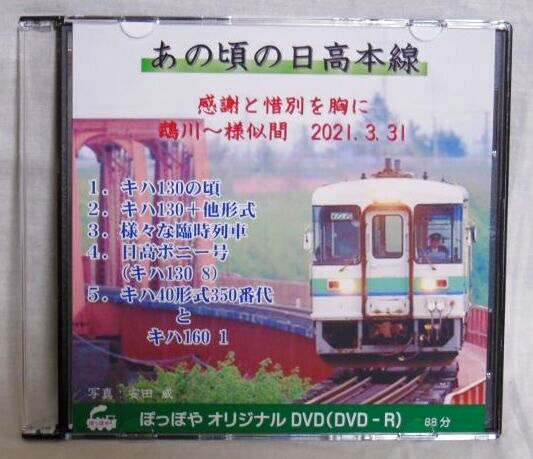 あの頃の日高本線
感謝と惜別を胸に
鵡川～様似間 2021.3.31
1．キハ130の頃
2．キハ130＋他形式
3．様々な臨時列車
4．日高ポニー号
（キハ130 8）
5．キハ40形式350番代
と
キハ160 1
写真：安田 威
ぽっぽや オリジナル DVD（DVD－R） 88分